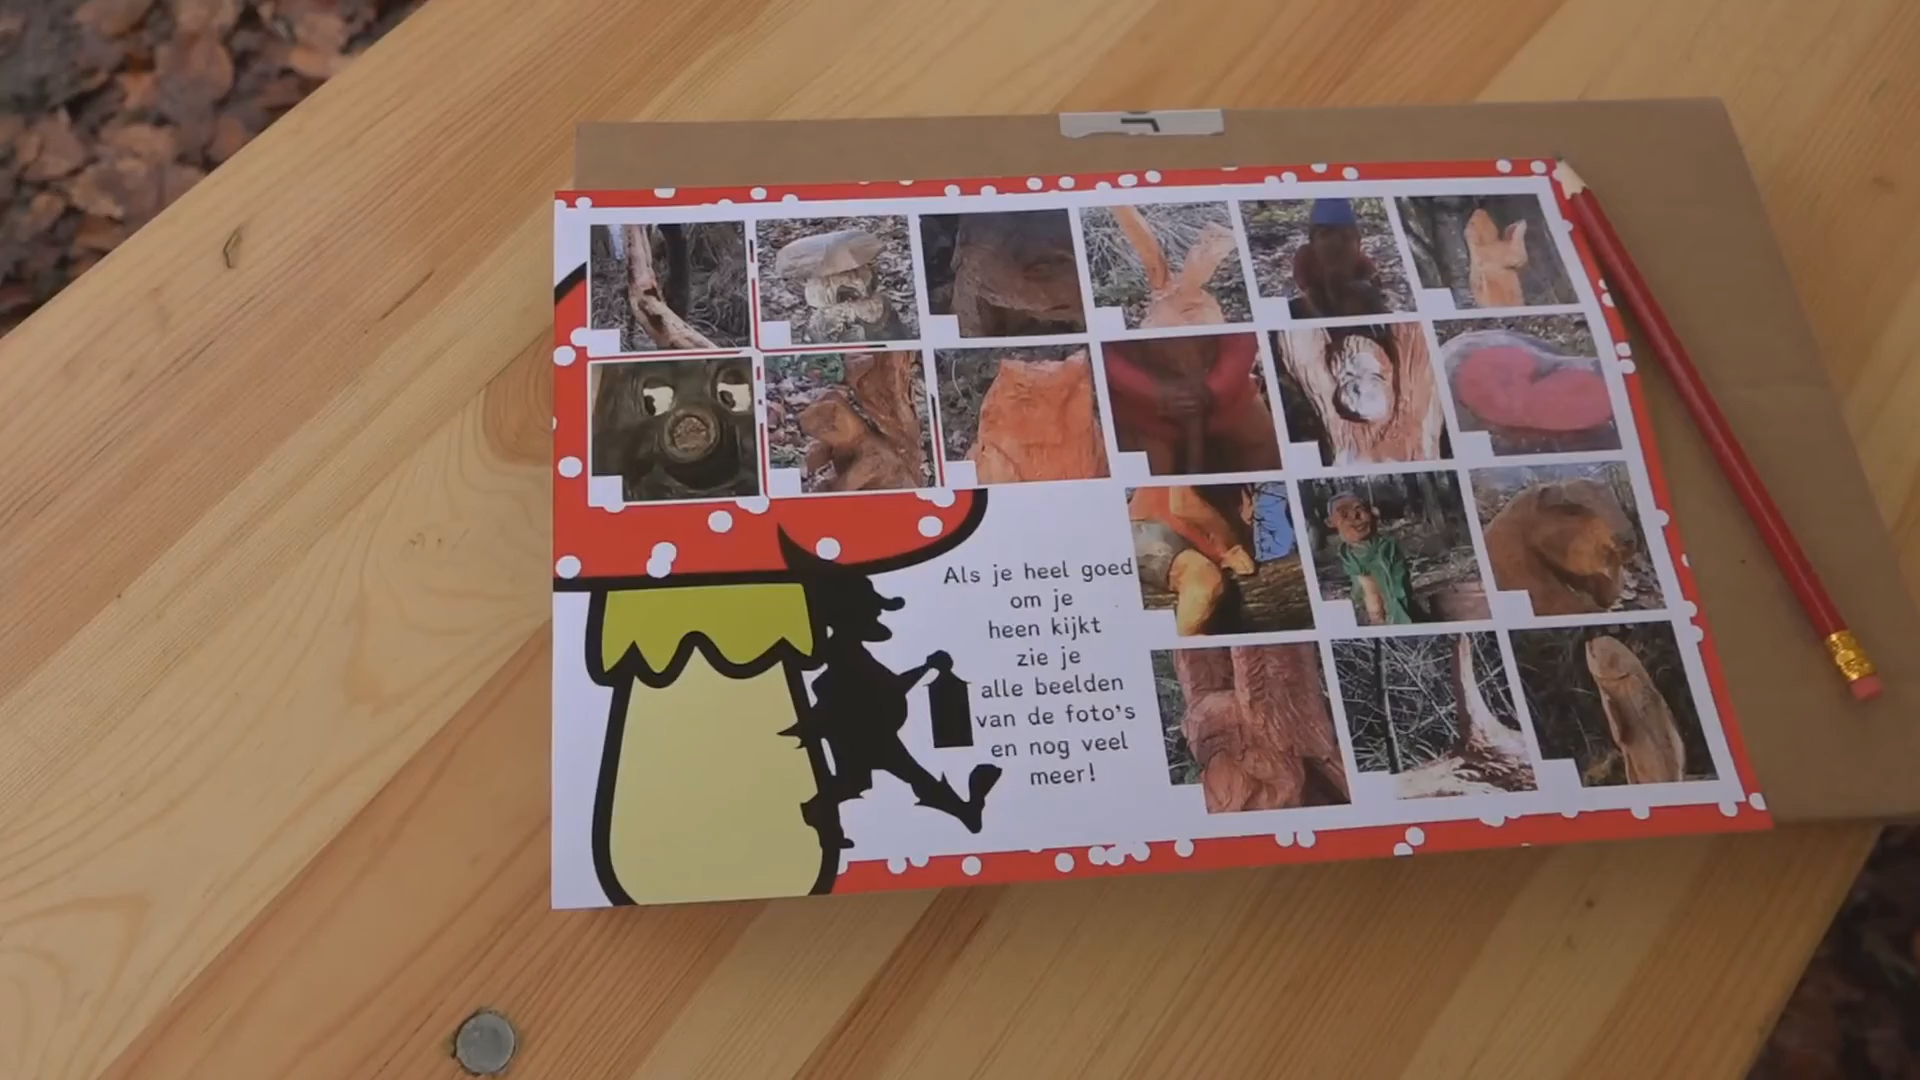 Als je heel goed
om je
heen kijkt
zie je
alle beelden
van de foto's
en nog veel
meer!